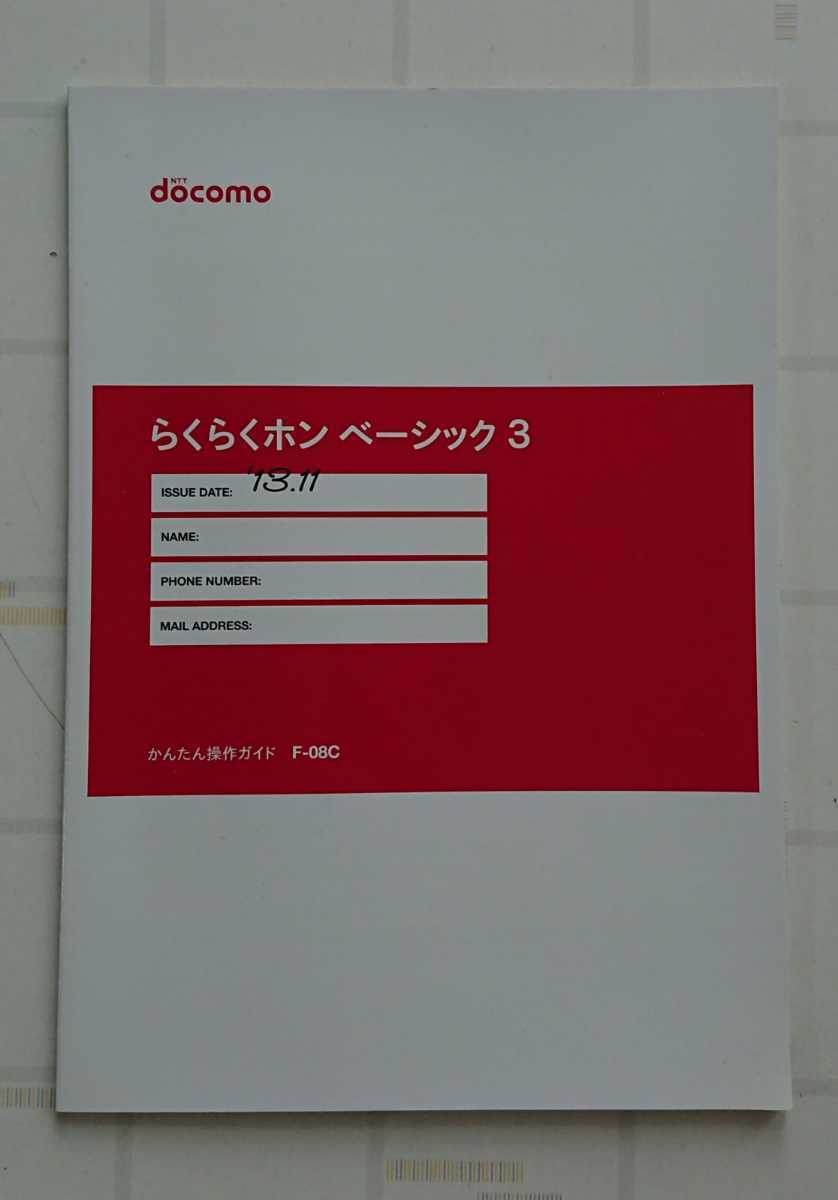 NTT
docomo
らくらくホン ベーシック 3
ISSUE DATE: '13.11
NAME:
PHONE NUMBER:
MAIL ADDRESS:
かんたん操作ガイド F-08C